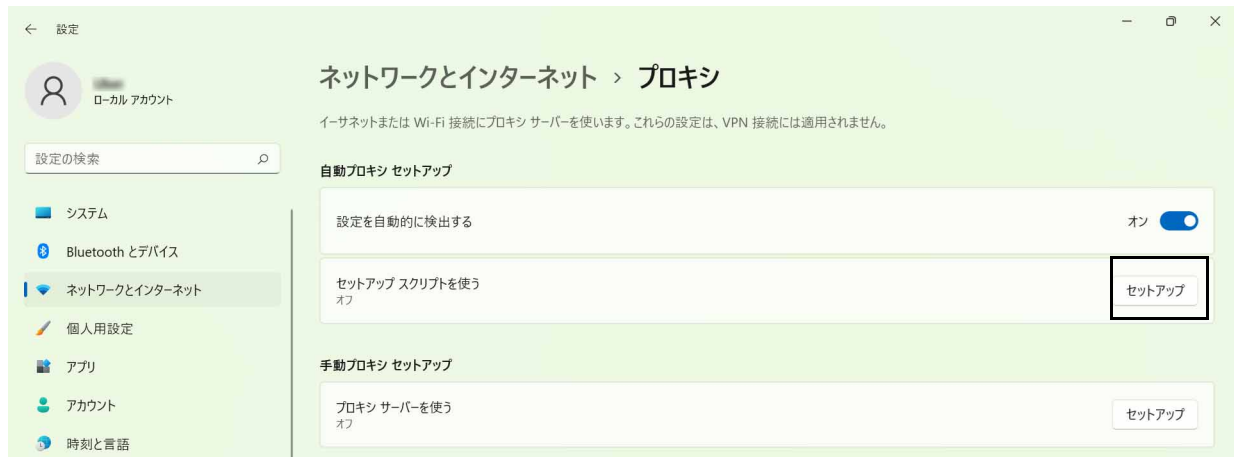 設定
ローカル アカウント
設定の検索
システム
Bluetooth とデバイス
ネットワークとインターネット
個人用設定
アプリ
アカウント
時刻と言語
ネットワークとインターネット › プロキシ
イーサネットまたは Wi-Fi 接続にプロキシ サーバーを使います。これらの設定は、VPN 接続には適用されません。
自動プロキシ セットアップ
設定を自動的に検出する
オン
セットアップ スクリプトを使う
オフ
セットアップ
手動プロキシ セットアップ
プロキシ サーバーを使う
オフ
セットアップ